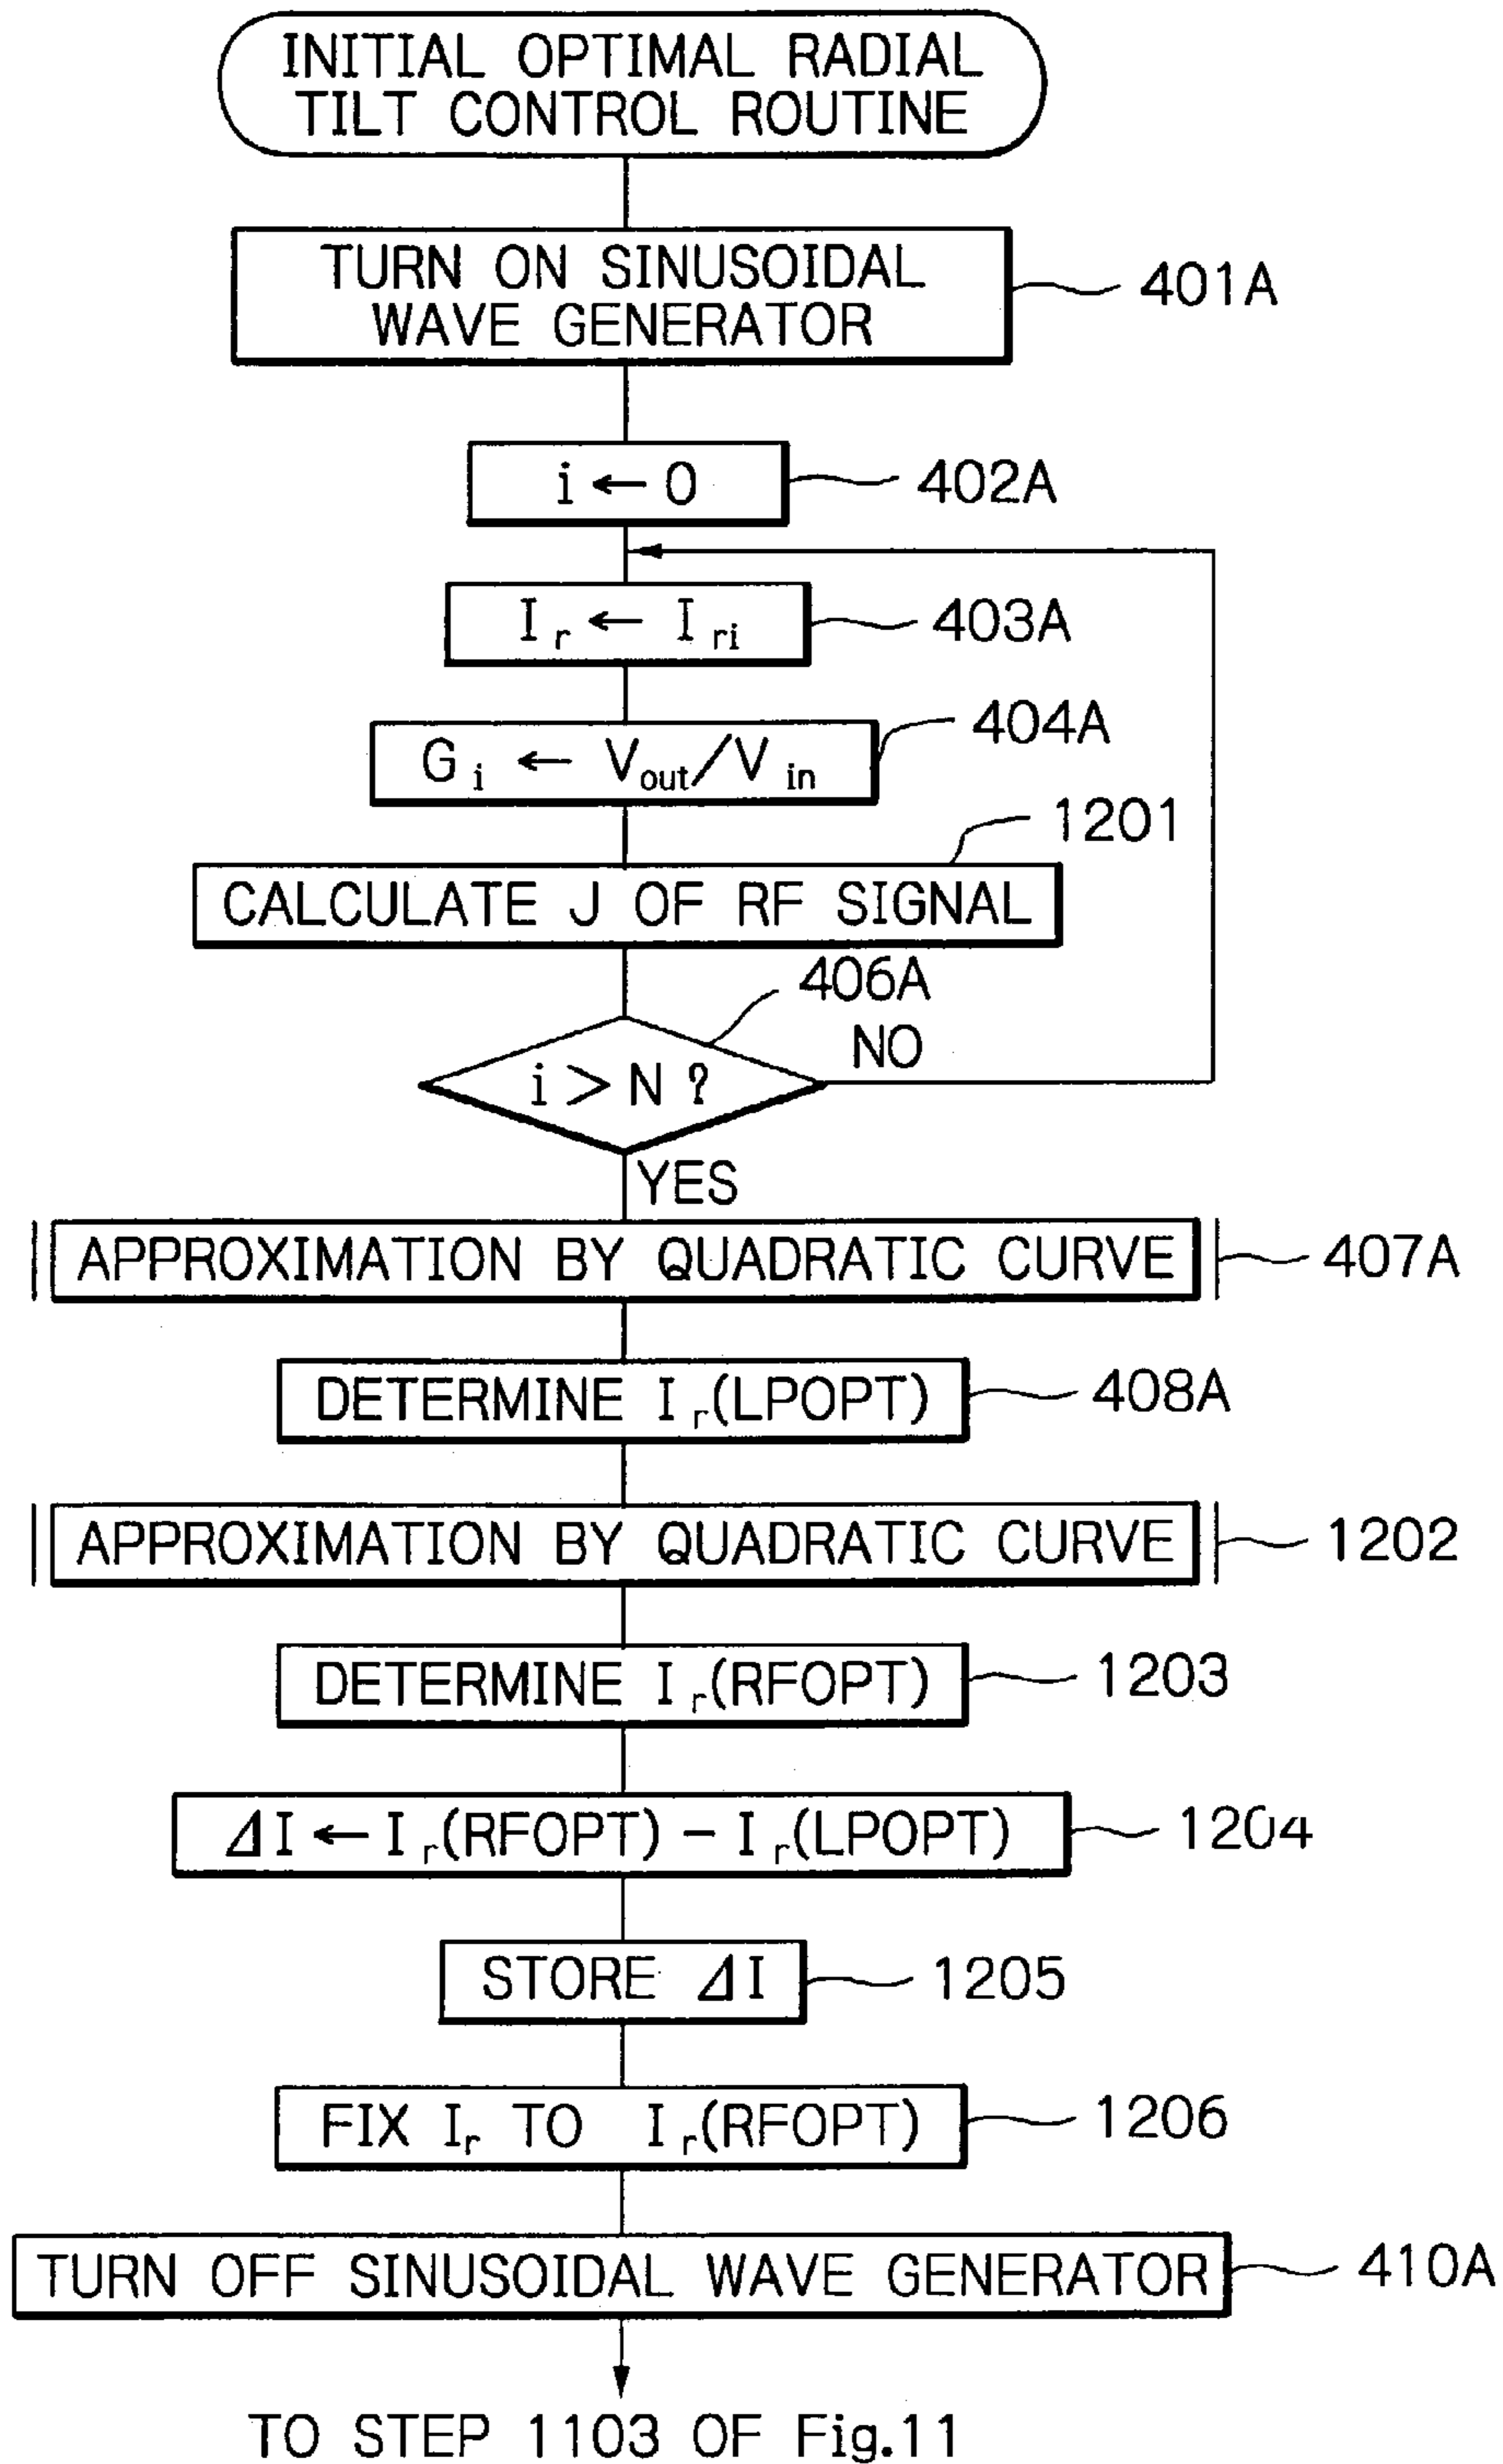 INITIAL OPTIMAL RADIAL
TILT CONTROL ROUTINE
TURN ON SINUSOIDAL
WAVE GENERATOR
401A
i ← 0
402A
I r ← I ri
403A
G i ← V out / V in
404A
1201
CALCULATE J OF RF SIGNAL
406A
NO
i > N ?
YES
APPROXIMATION BY QUADRATIC CURVE
407A
DETERMINE I r (LPOPT)
408A
APPROXIMATION BY QUADRATIC CURVE
1202
DETERMINE I r (RFOPT)
1203
ΔI ← I r (RFOPT) − I r (LPOPT)
1204
STORE ΔI
1205
FIX I r TO I r (RFOPT)
1206
TURN OFF SINUSOIDAL WAVE GENERATOR
410A
TO STEP 1103 OF Fig.11